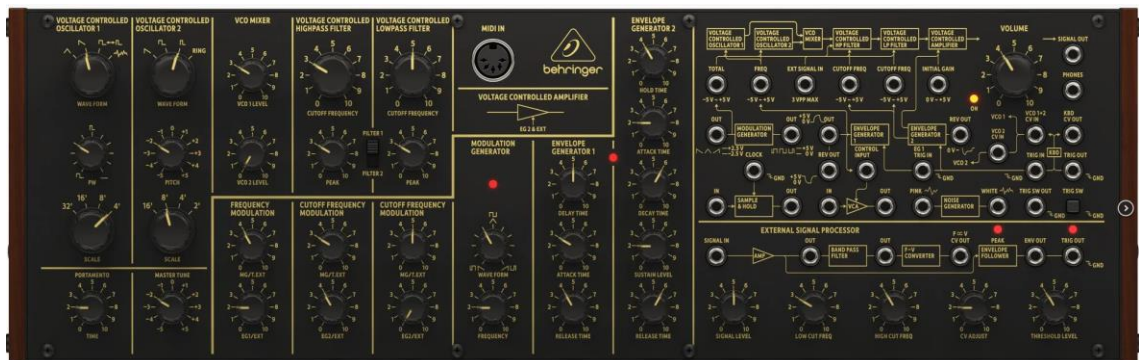 VOLTAGE CONTROLLED
OSCILLATOR 1
WAVE FORM
PW
32'
16'
8'
4'
SCALE
PORTAMENTO
TIME
VOLTAGE CONTROLLED
OSCILLATOR 2
RING
WAVE FORM
PITCH
16'
8'
4'
2'
SCALE
MASTER TUNE
VCO MIXER
VCO 1 LEVEL
VCO 2 LEVEL
FREQUENCY
MODULATION
MG/T.EXT
EG1/EXT
VOLTAGE CONTROLLED
HIGHPASS FILTER
CUTOFF FREQUENCY
PEAK
CUTOFF FREQUENCY
MODULATION
MG/T.EXT
EG2/EXT
FILTER 1
FILTER 2
VOLTAGE CONTROLLED
LOWPASS FILTER
CUTOFF FREQUENCY
PEAK
CUTOFF FREQUENCY
MODULATION
MG/T.EXT
EG2/EXT
MIDI IN
behringer
VOLTAGE CONTROLLED AMPLIFIER
EG 2 & EXT
MODULATION
GENERATOR
WAVE FORM
FREQUENCY
ENVELOPE
GENERATOR 1
DELAY TIME
ATTACK TIME
RELEASE TIME
ENVELOPE
GENERATOR 2
HOLD TIME
ATTACK TIME
DECAY TIME
SUSTAIN LEVEL
RELEASE TIME
VOLTAGE
CONTROLLED
OSCILLATOR 1
VOLTAGE
CONTROLLED
OSCILLATOR 2
VCO
MIXER
VOLTAGE
CONTROLLED
HP FILTER
VOLTAGE
CONTROLLED
LP FILTER
VOLTAGE
CONTROLLED
AMPLIFIER
VOLUME
SIGNAL OUT
PHONES
TOTAL
FREQ
EXT SIGNAL IN
CUTOFF FREQ
CUTOFF FREQ
INITIAL GAIN
-5V~+5V
-5V~+5V
3 VPP MAX
-5V~+5V
-5V~+5V
0V~+5V
ON
OUT
MODULATION
GENERATOR
OUT
OUT
ENVELOPE
GENERATOR
1
ENVELOPE
GENERATOR
2
REV OUT
VCO 1
VCO 2
CV IN
VCO 2
VCO 1+2
CV IN
KBD
CV OUT
KBD
CLOCK
GND
REV OUT
CONTROL
INPUT
EG 1
TRIG IN
GND
TRIG IN
TRIG OUT
GND
GND
IN
SAMPLE
& HOLD
OUT
IN
VCA
OUT
PINK
NOISE
GENERATOR
WHITE
TRIG SW OUT
TRIG SW
GND
GND
EXTERNAL SIGNAL PROCESSOR
SIGNAL IN
AMP
OUT
BAND PASS
FILTER
OUT
F-V
CONVERTER
F=V
CV OUT
PEAK
ENVELOPE
FOLLOWER
ENV OUT
TRIG OUT
GND
SIGNAL LEVEL
LOW CUT FREQ
HIGH CUT FREQ
CV ADJUST
THRESHOLD LEVEL